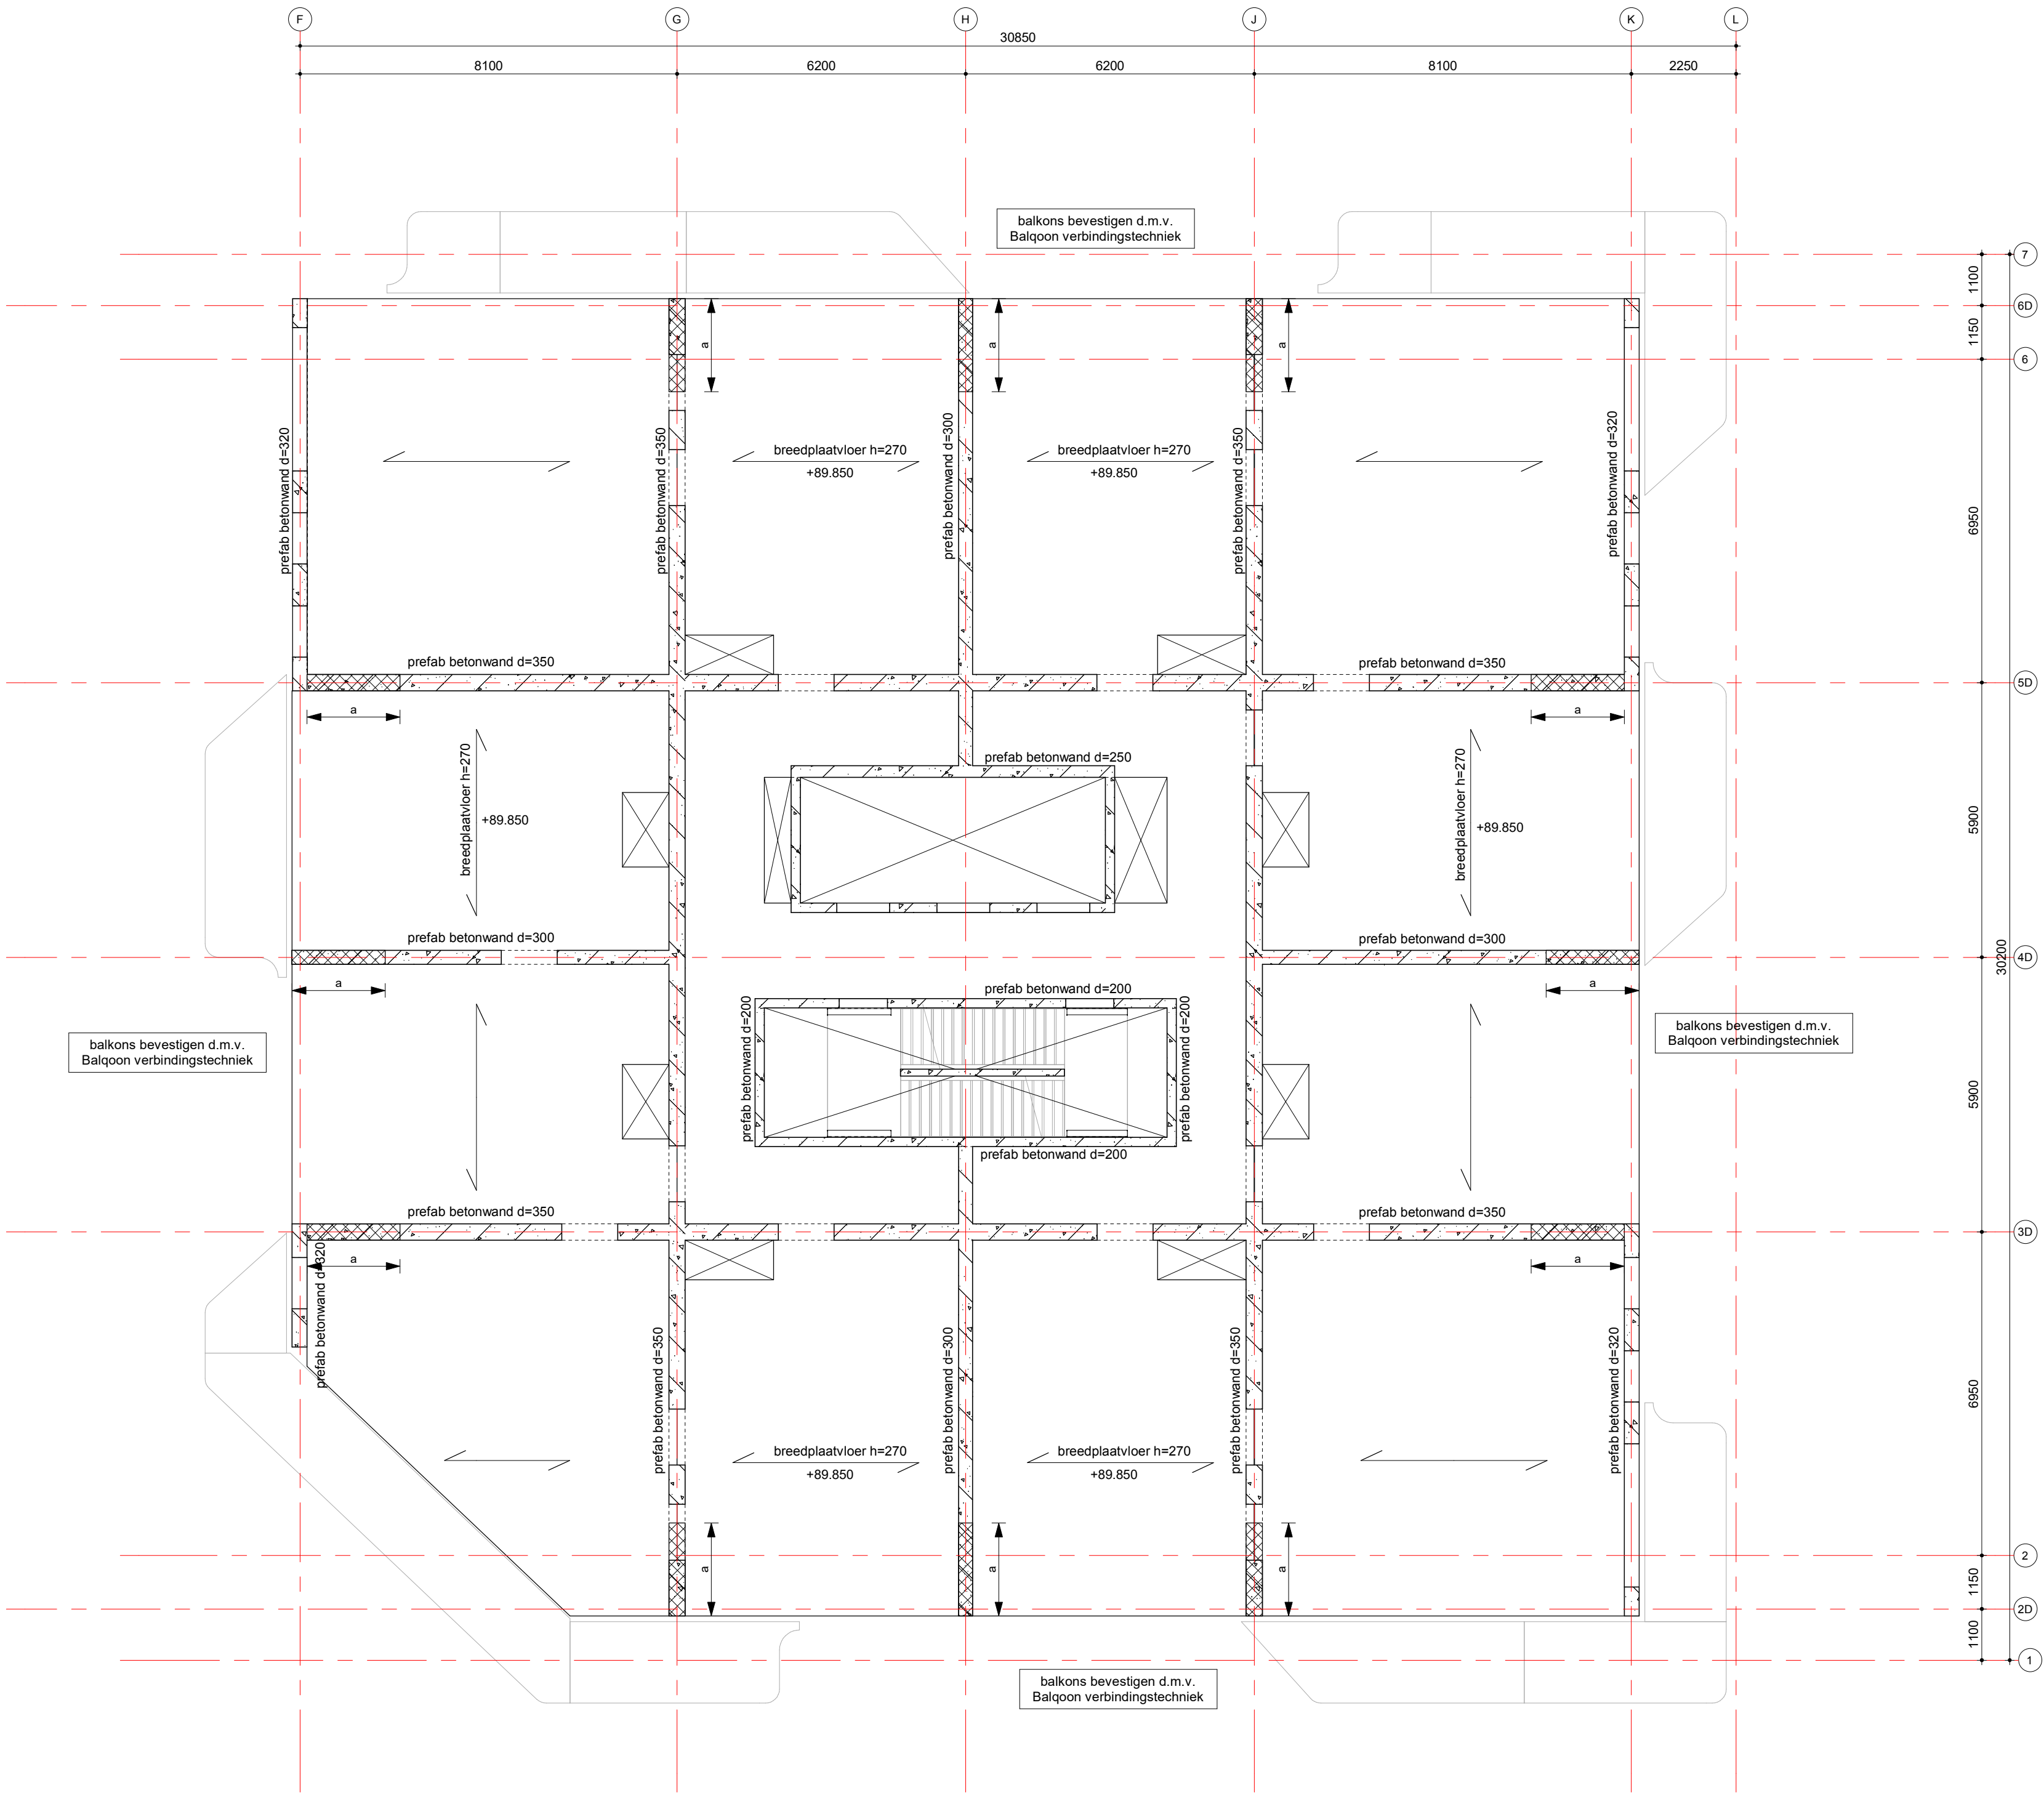 F
G
H
J
K
L
30850
8100
6200
6200
8100
2250
balkons bevestigen d.m.v.
Balqoon verbindingstechniek
7
1100
6D
1150
6
a
a
a
prefab betonwand d=320
prefab betonwand d=350
breedplaatvloer h=270
+89.850
prefab betonwand d=300
breedplaatvloer h=270
+89.850
prefab betonwand d=350
prefab betonwand d=320
6950
prefab betonwand d=350
prefab betonwand d=350
5D
a
a
breedplaatvloer h=270
+89.850
prefab betonwand d=250
breedplaatvloer h=270
+89.850
5900
prefab betonwand d=300
prefab betonwand d=300
4D
30200
a
a
prefab betonwand d=200
prefab betonwand d=200
prefab betonwand d=200
balkons bevestigen d.m.v.
Balqoon verbindingstechniek
balkons bevestigen d.m.v.
Balqoon verbindingstechniek
5900
prefab betonwand d=200
prefab betonwand d=350
prefab betonwand d=350
3D
a
a
prefab betonwand d=320
prefab betonwand d=350
prefab betonwand d=300
prefab betonwand d=350
prefab betonwand d=320
6950
breedplaatvloer h=270
+89.850
breedplaatvloer h=270
+89.850
a
a
a
2
1150
2D
1100
1
balkons bevestigen d.m.v.
Balqoon verbindingstechniek